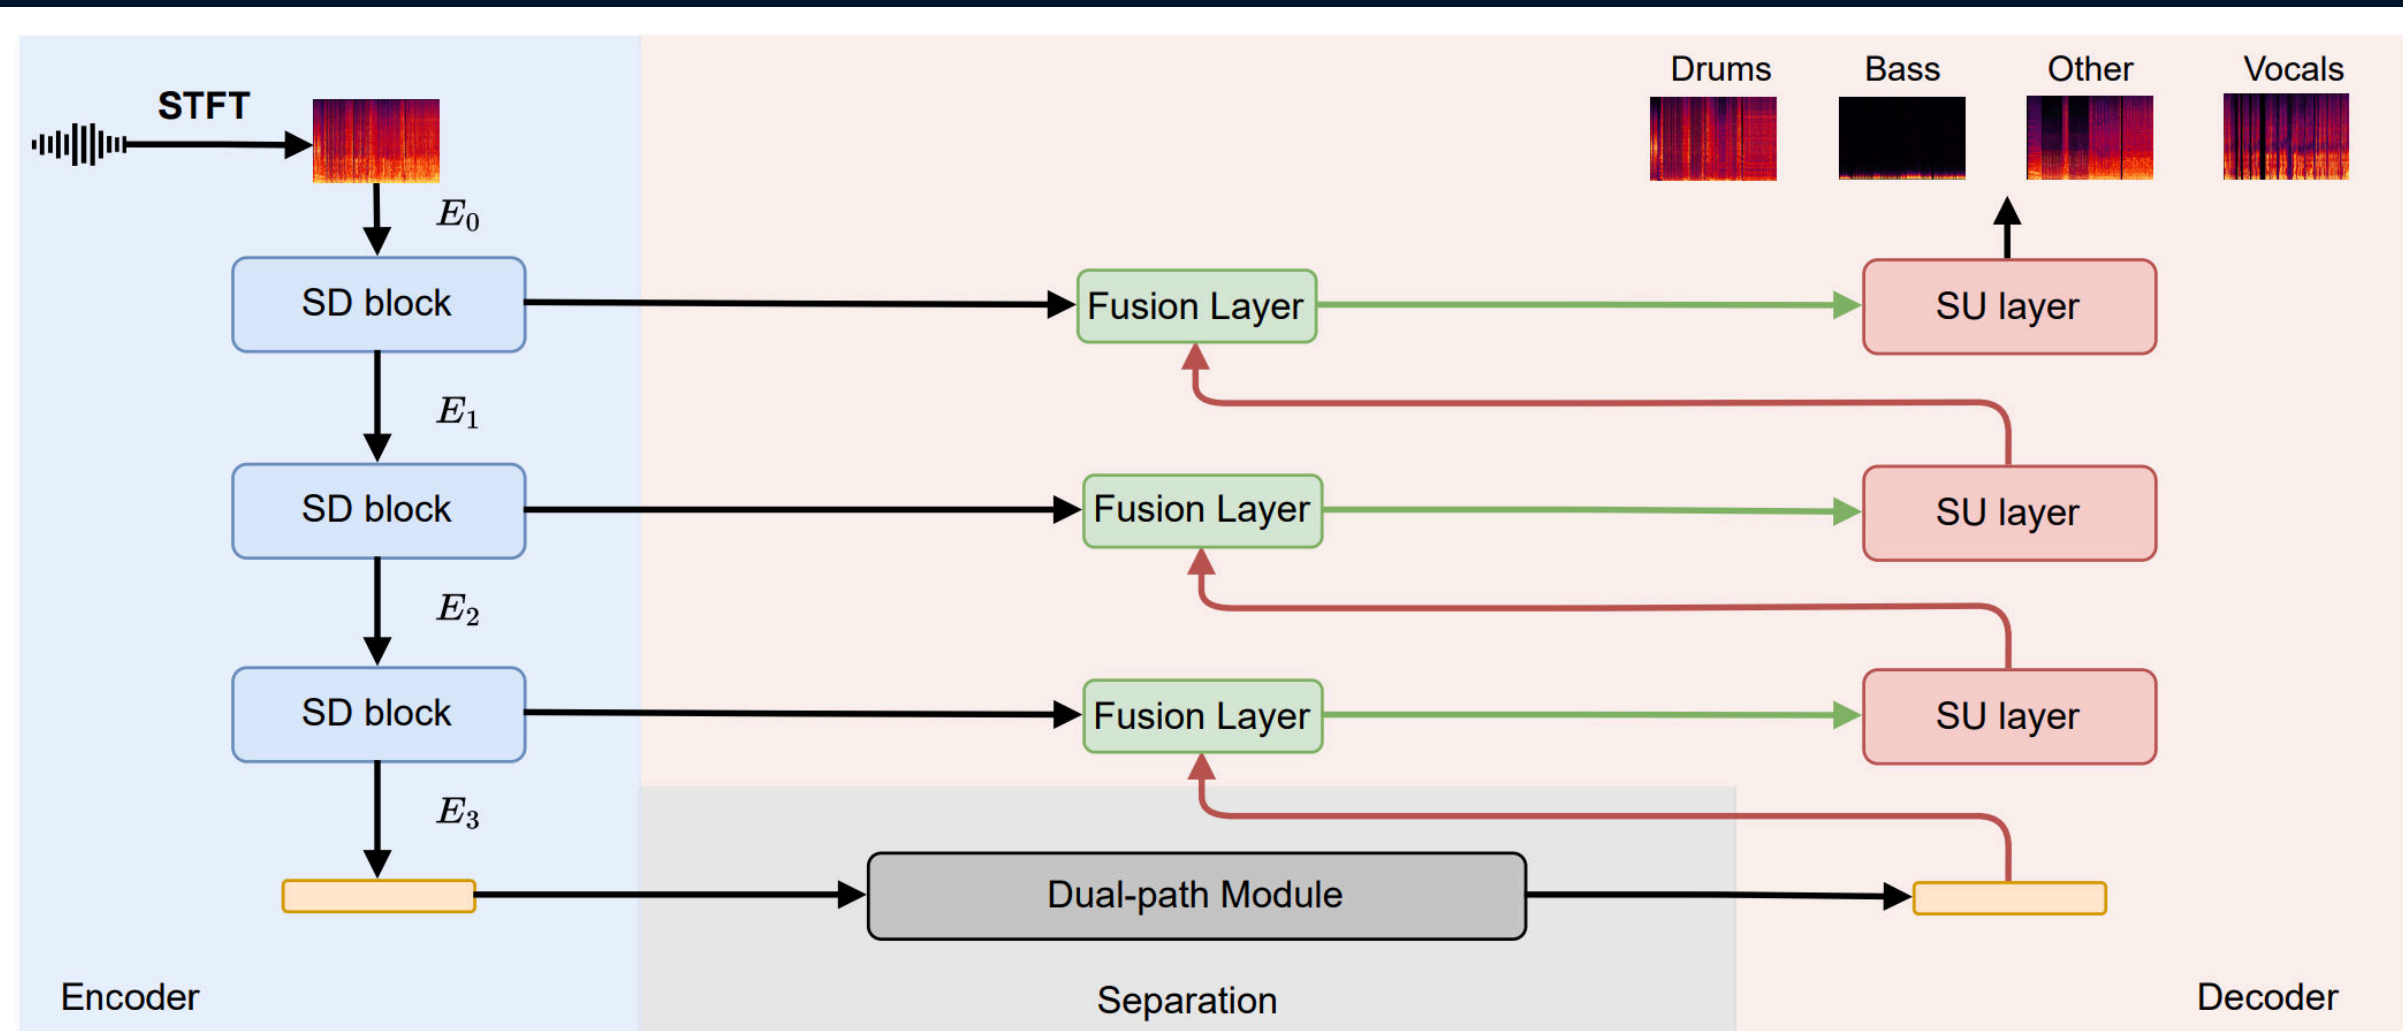 Drums Bass Other Vocals
STFT
E0
SD block Fusion Layer SU layer
E1
SD block Fusion Layer SU layer
E2
SD block Fusion Layer SU layer
E3
Dual-path Module
Encoder Separation Decoder